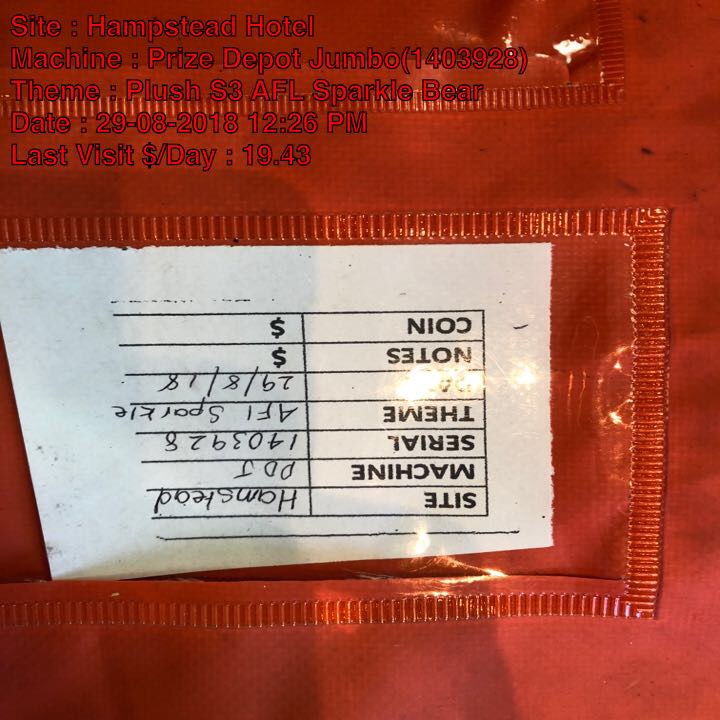 Site : Hampstead Hotel
Machine : Prize Depot Jumbo(1403928)
Theme : Plush S3 AFL Sparkle Bear
Date : 29-08-2018 12:26 PM
Last Visit $/Day : 19.43
SITE Hamstead
MACHINE PDJ
SERIAL 1403928
THEME AFl Sparkle
29/8/18
NOTES $
COIN $